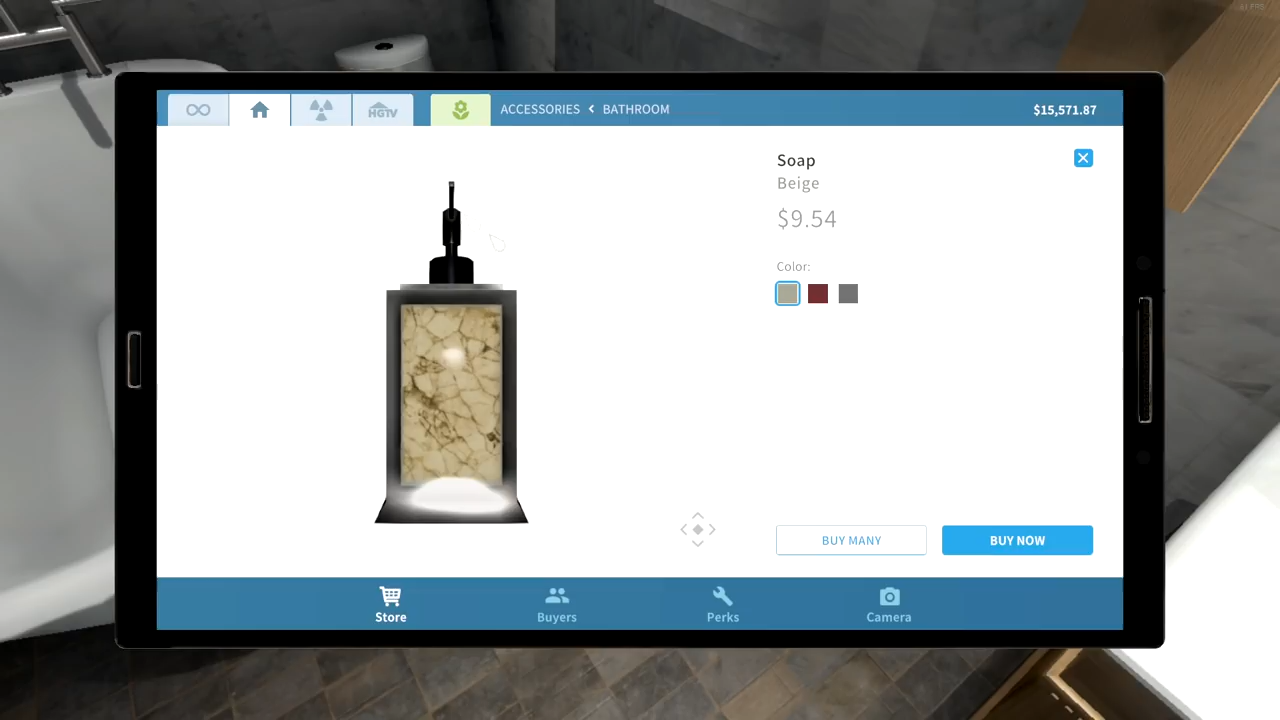 FPS
HGTV
ACCESSORIES < BATHROOM
$15,571.87
Soap
Beige
$9.54
Color:
BUY MANY
BUY NOW
Store
Buyers
Perks
Camera